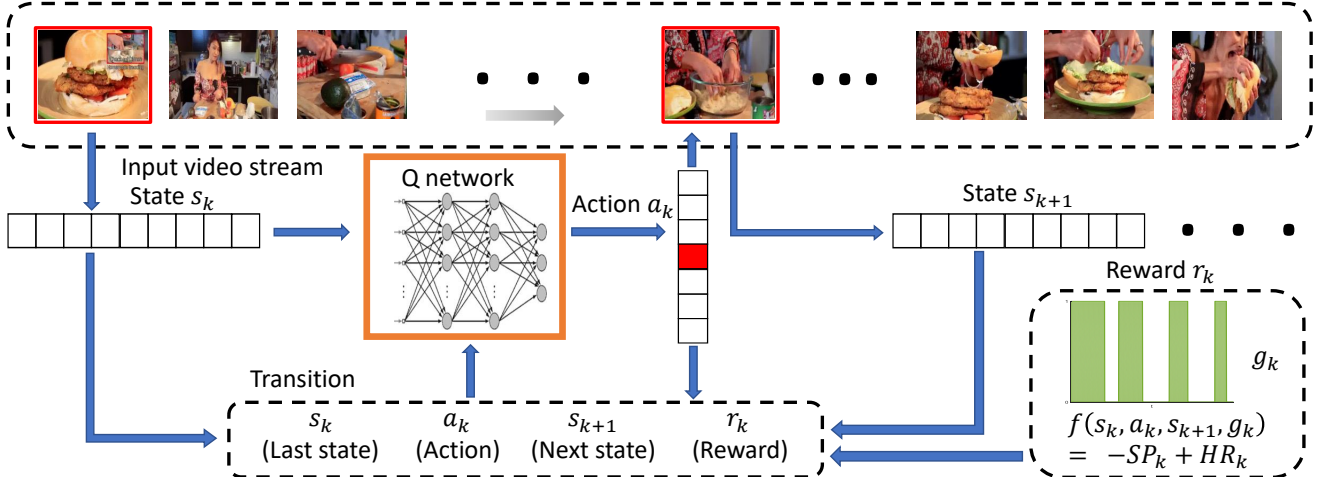 Input video stream
State s_k
Q network
Action a_k
State s_{k+1}
Reward r_k
g_k
f(s_k, a_k, s_{k+1}, g_k)
= −SP_k + HR_k
Transition
s_k a_k s_{k+1} r_k
(Last state) (Action) (Next state) (Reward)